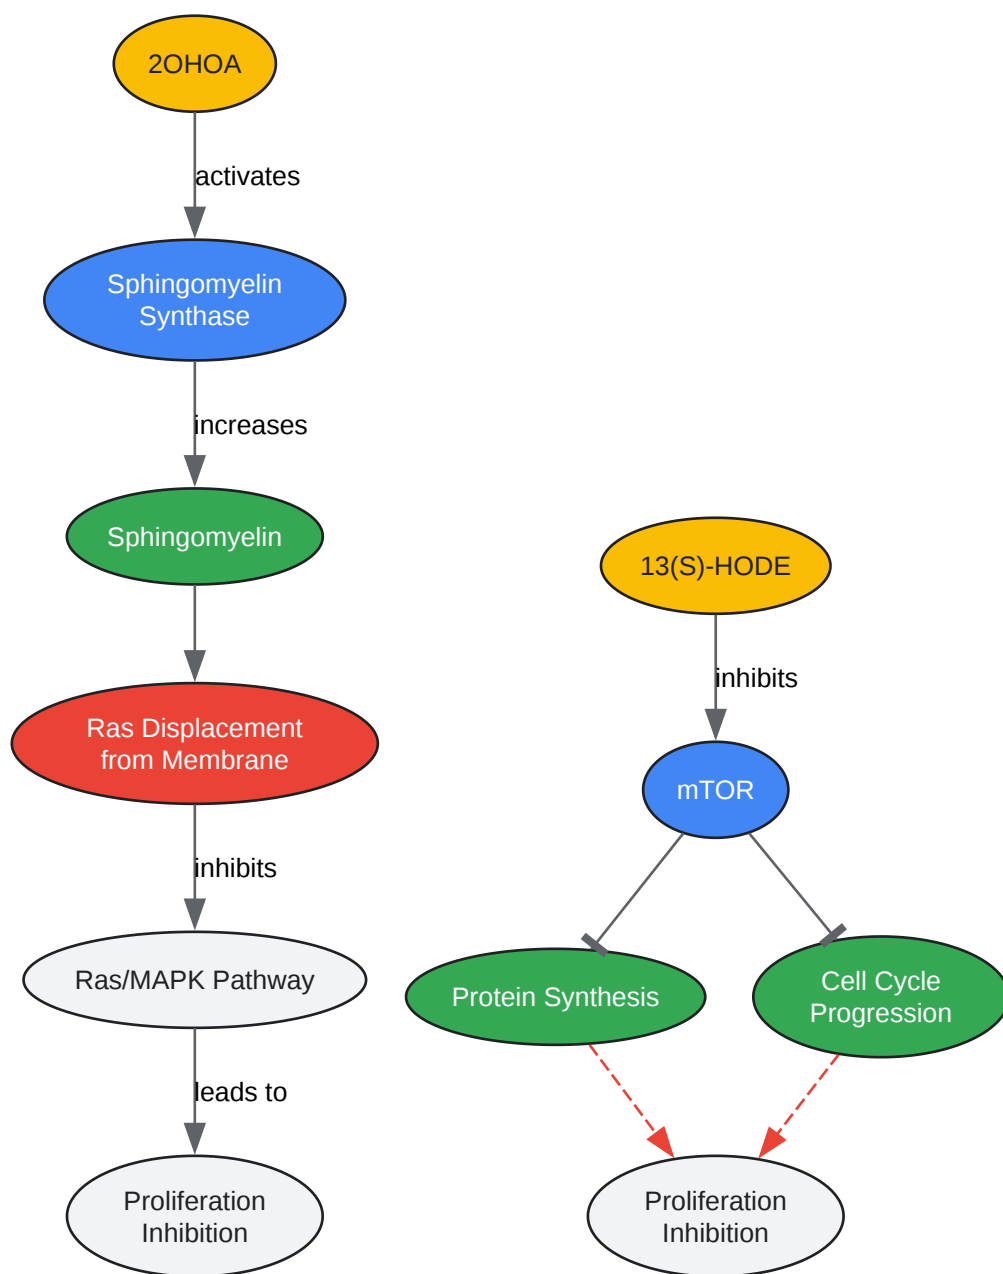 2OHOA
activates
Sphingomyelin
Synthase
increases
Sphingomyelin
Ras Displacement
from Membrane
inhibits
Ras/MAPK Pathway
leads to
Proliferation
Inhibition
13(S)-HODE
inhibits
mTOR
Protein Synthesis
Cell Cycle
Progression
Proliferation
Inhibition